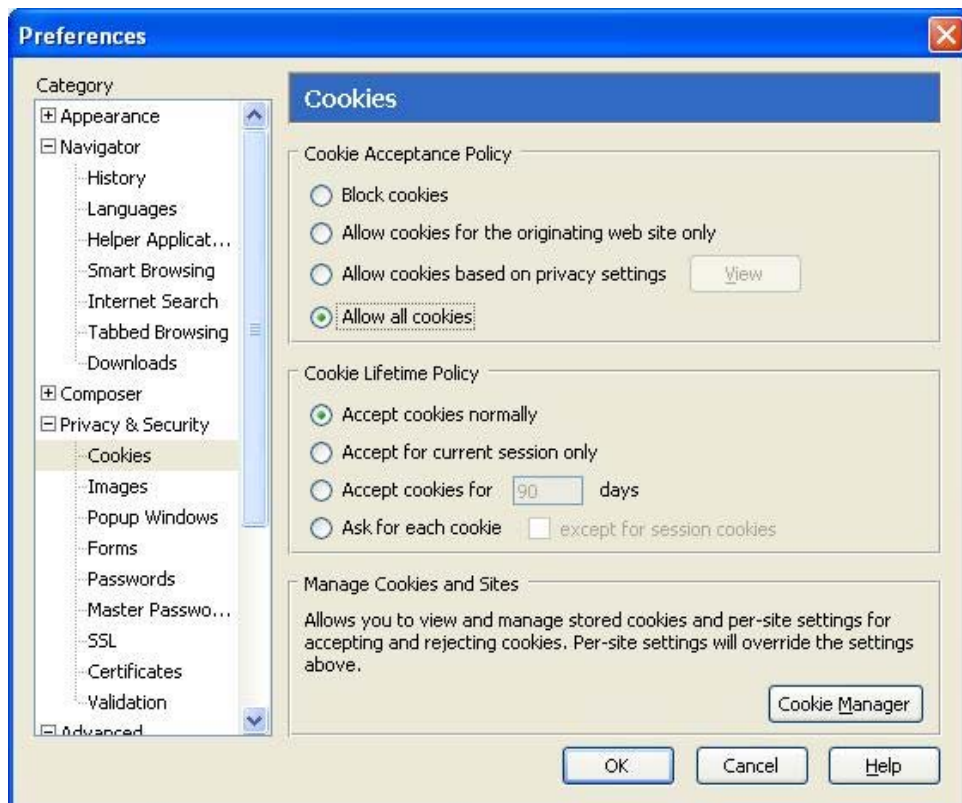 Preferences
Category
Appearance
Navigator
History
Languages
Helper Applicat...
Smart Browsing
Internet Search
Tabbed Browsing
Downloads
Composer
Privacy & Security
Cookies
Images
Popup Windows
Forms
Passwords
Master Passwo...
SSL
Certificates
Validation
Advanced
Cookies
Cookie Acceptance Policy
Block cookies
Allow cookies for the originating web site only
Allow cookies based on privacy settings View
Allow all cookies
Cookie Lifetime Policy
Accept cookies normally
Accept for current session only
Accept cookies for 90 days
Ask for each cookie except for session cookies
Manage Cookies and Sites
Allows you to view and manage stored cookies and per-site settings for
accepting and rejecting cookies. Per-site settings will override the settings
above.
Cookie Manager
OK Cancel Help